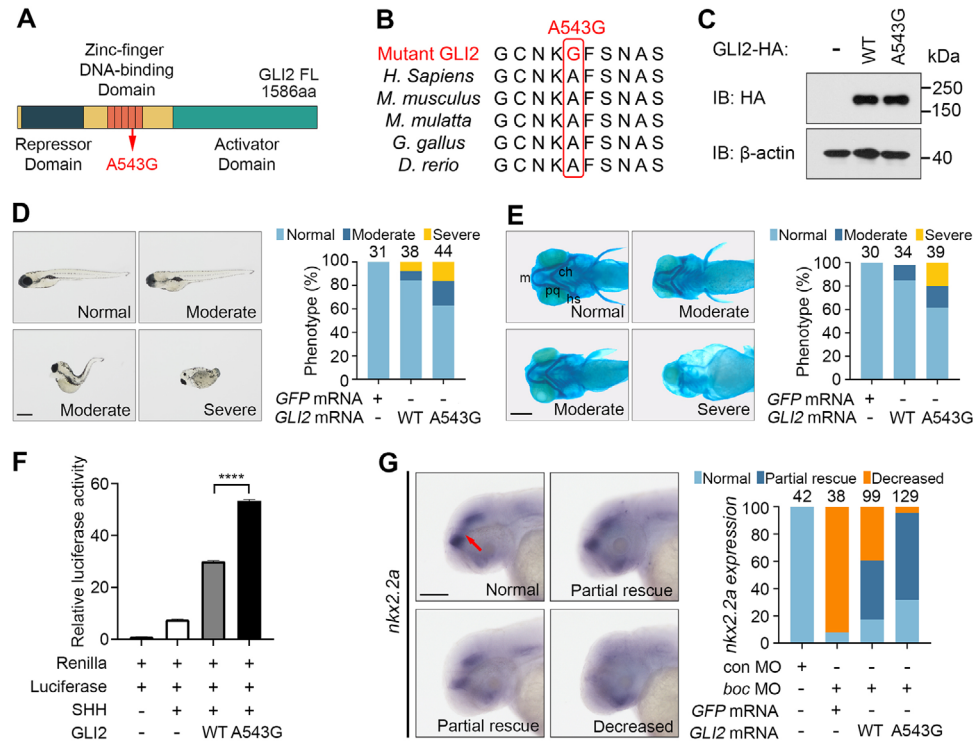 A
Zinc-finger
DNA-binding
Domain
GLI2 FL
1586aa
Repressor
Domain
A543G
Activator
Domain
B
A543G
Mutant GLI2 G C N K G F S N A S
H. Sapiens G C N K A F S N A S
M. musculus G C N K A F S N A S
M. mulatta G C N K A F S N A S
G. gallus G C N K A F S N A S
D. rerio G C N K A F S N A S
C
GLI2-HA: - WT A543G
kDa
IB: HA
250
150
IB: β-actin
40
D
Normal
Moderate
Moderate
Severe
Normal Moderate Severe
31 38 44
Phenotype (%)
100
80
60
40
20
0
GFP mRNA + - -
GLI2 mRNA - WT A543G
E
m
ch
pq
hs
Normal
Moderate
Moderate
Severe
Normal Moderate Severe
30 34 39
Phenotype (%)
100
80
60
40
20
0
GFP mRNA + - -
GLI2 mRNA - WT A543G
F
Relative luciferase activity
60
40
20
0
****
Renilla + + + +
Luciferase + + + +
SHH - + + +
GLI2 - - WT A543G
G
nkx2.2a
Normal
Partial rescue
Partial rescue
Decreased
Normal Partial rescue Decreased
42 38 99 129
nkx2.2a expression
100
80
60
40
20
0
con MO + - - -
boc MO - + + +
GFP mRNA - + - -
GLI2 mRNA - - WT A543G